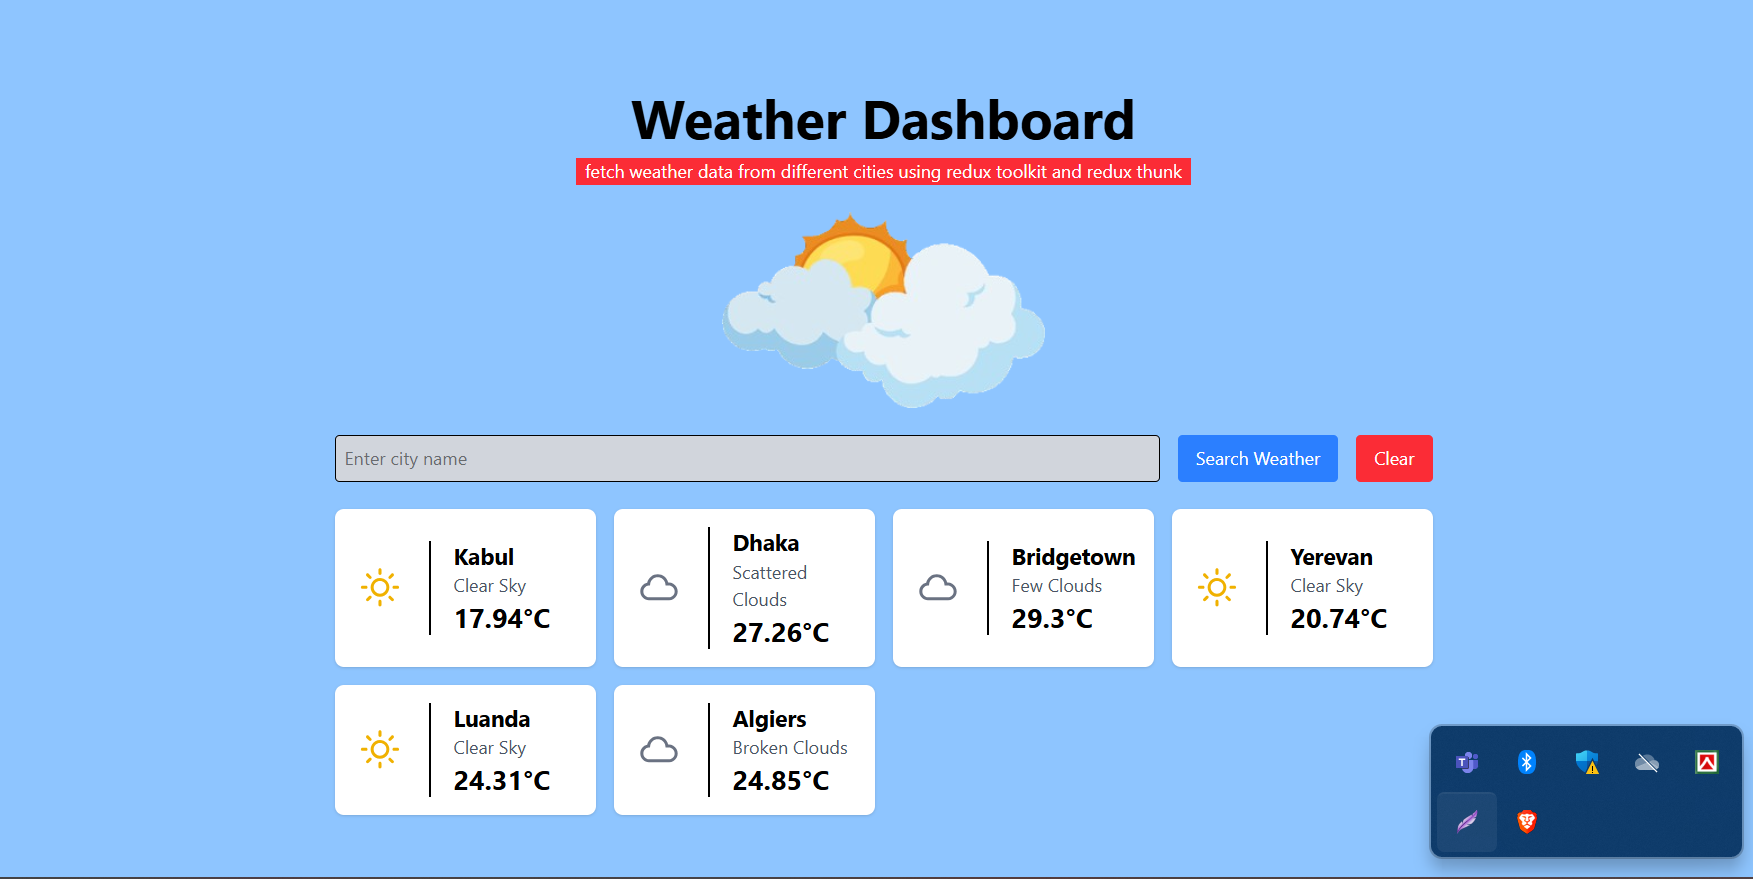 Weather Dashboard
fetch weather data from different cities using redux toolkit and redux thunk
Enter city name
Search Weather
Clear
Kabul
Clear Sky
17.94°C
Dhaka
Scattered
Clouds
27.26°C
Bridgetown
Few Clouds
29.3°C
Yerevan
Clear Sky
20.74°C
Luanda
Clear Sky
24.31°C
Algiers
Broken Clouds
24.85°C